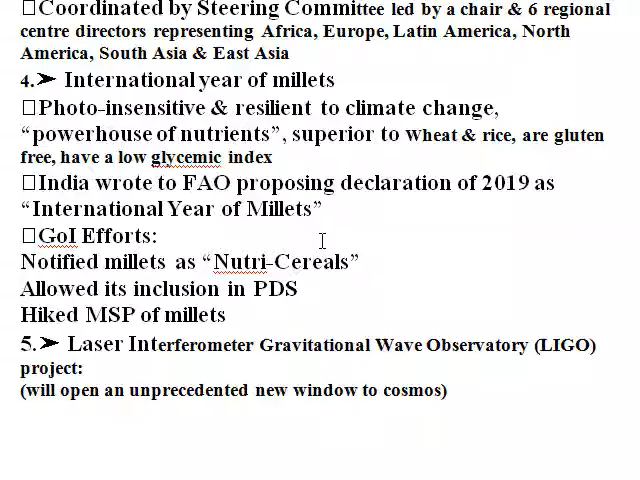 □Coordinated by Steering Committee led by a chair & 6 regional
centre directors representing Africa, Europe, Latin America, North
America, South Asia & East Asia
4.➤ International year of millets
□Photo-insensitive & resilient to climate change,
“powerhouse of nutrients”, superior to wheat & rice, are gluten
free, have a low glycemic index
□India wrote to FAO proposing declaration of 2019 as
“International Year of Millets”
□GoI Efforts:
Notified millets as “Nutri-Cereals”
Allowed its inclusion in PDS
Hiked MSP of millets
5.➤ Laser Interferometer Gravitational Wave Observatory (LIGO)
project:
(will open an unprecedented new window to cosmos)